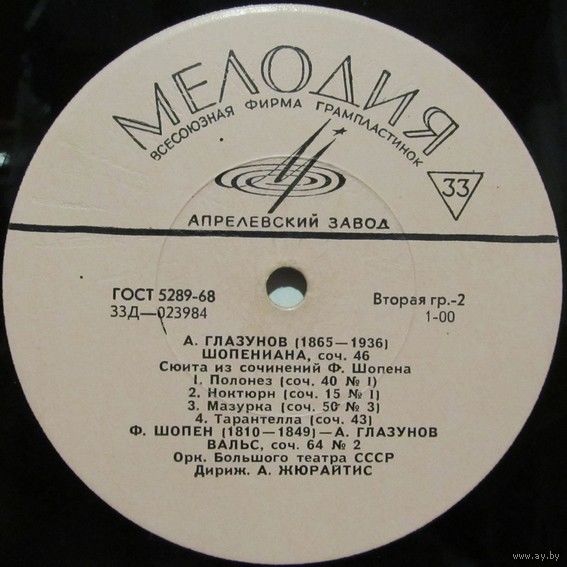 МЕЛОДИЯ
ВСЕСОЮЗНАЯ ФИРМА ГРАМПЛАСТИНОК
33
АПРЕЛЕВСКИЙ ЗАВОД
ГОСТ 5289-68
Вторая гр.-2
33Д—023984
1-00
А. ГЛАЗУНОВ (1865—1936)
ШОПЕНИАНА, соч. 46
Сюита из сочинений Ф. Шопена
1. Полонез (соч. 40 № 1)
2. Ноктюрн (соч. 15 № 1)
3. Мазурка (соч. 50 № 3)
4. Тарантелла (соч. 43)
Ф. ШОПЕН (1810—1849)—А. ГЛАЗУНОВ
ВАЛЬС, соч. 64 № 2
Орк. Большого театра СССР
Дириж. А. ЖЮРАЙТИС
www.ay.by